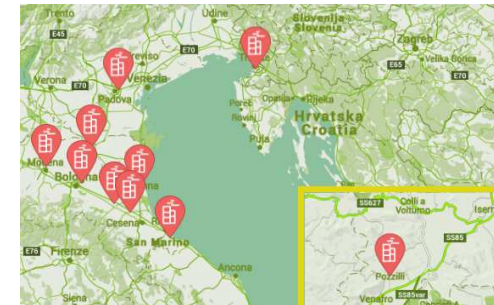 Trento
Udine
Slovenija
Slovenia
E45
E70
Zagreb
Velika Gorica
E65
E70
Treviso
Verona
Venezia
E70
Padova
Poreč
Opatija
Rijeka
Rovinj
Hrvatska
Croatia
Pula
Bologna
SS627
Colli a
Volturno
Isern
SS85
Cesena
San Marino
E76
Firenze
Pozzilli
Ancona
Siena
Venafro
SS85var